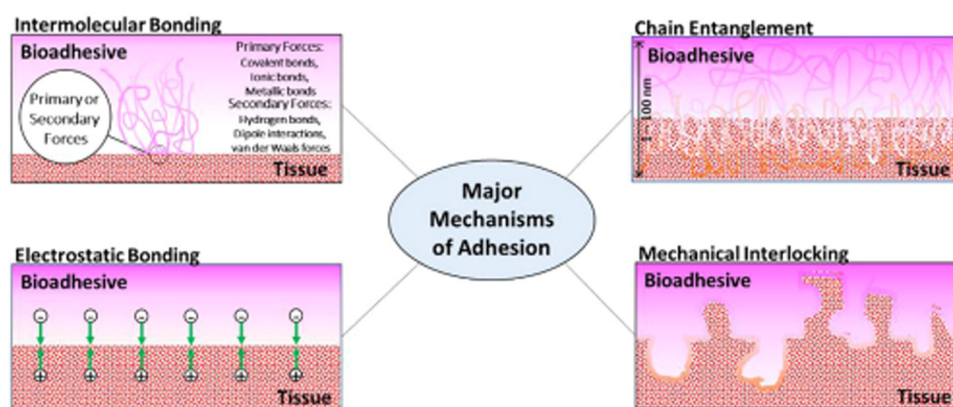 Intermolecular Bonding
Bioadhesive
Primary or
Secondary
Forces
Primary Forces:
Covalent bonds,
Ionic bonds,
Metallic bonds
Secondary Forces:
Hydrogen bonds,
Dipole interactions,
van der Waals forces
Tissue
Chain Entanglement
Bioadhesive
1 – 100 nm
Major
Mechanisms
of Adhesion
Electrostatic Bonding
Bioadhesive
- - - - - -
+ + + + + +
Tissue
Mechanical Interlocking
Bioadhesive
Tissue